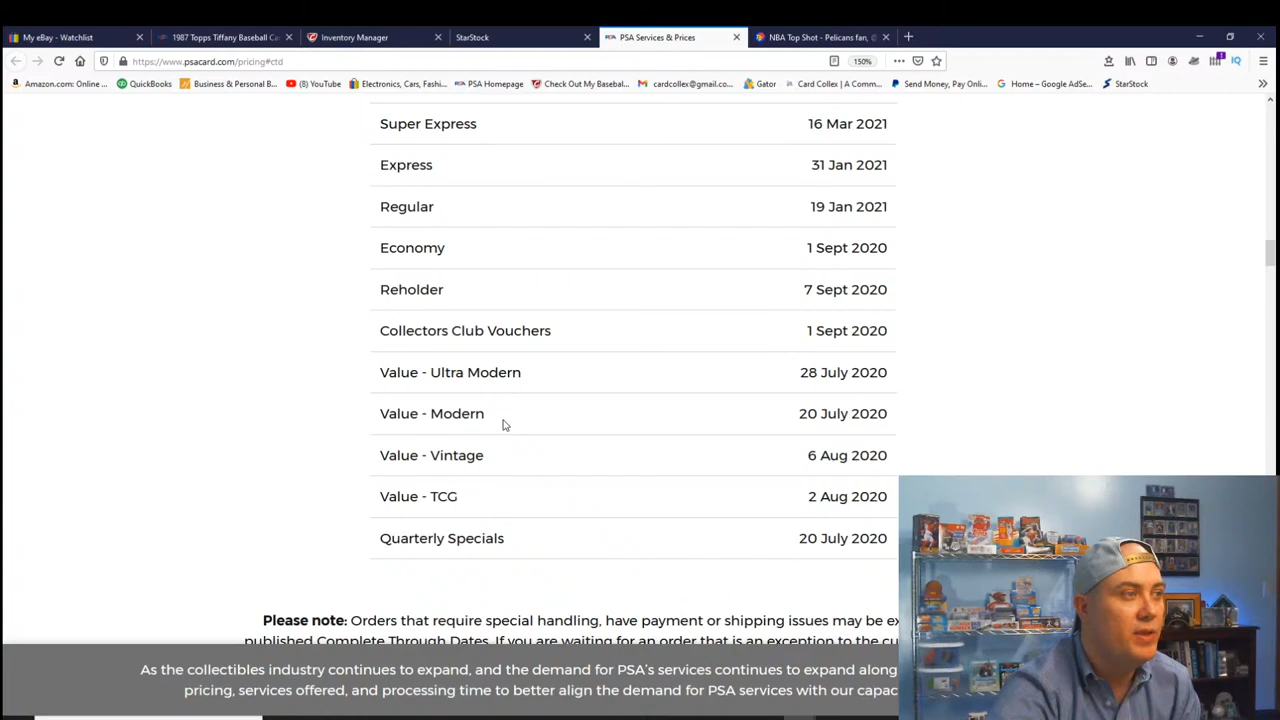 My eBay - Watchlist
1987 Topps Tiffany Baseball Ca
Inventory Manager
StarStock
PSA Services & Prices
NBA Top Shot - Pelicans fan,
https://www.psacard.com/pricing#ctd
150%
Amazon.com: Online ...
QuickBooks
Business & Personal B...
(8) YouTube
Electronics, Cars, Fashi...
PSA Homepage
Check Out My Basebal...
cardcollex@gmail.co...
Gator
Card Collex | A Comm...
Send Money, Pay Onli...
Home – Google AdSe...
StarStock
Super Express 16 Mar 2021
Express 31 Jan 2021
Regular 19 Jan 2021
Economy 1 Sept 2020
Reholder 7 Sept 2020
Collectors Club Vouchers 1 Sept 2020
Value - Ultra Modern 28 July 2020
Value - Modern 20 July 2020
Value - Vintage 6 Aug 2020
Value - TCG 2 Aug 2020
Quarterly Specials 20 July 2020
Please note: Orders that require special handling, have payment or shipping issues may be ex
published Complete Through Dates. If you are waiting for an order that is an exception to the cu
As the collectibles industry continues to expand, and the demand for PSA's services continues to expand along
pricing, services offered, and processing time to better align the demand for PSA services with our capac